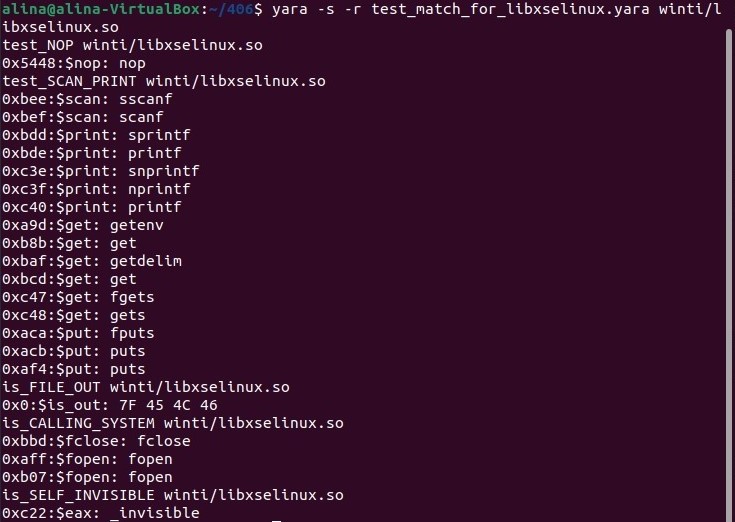 alina@alina-VirtualBox:~/406$ yara -s -r test_match_for_libxselinux.yara winti/l
ibxselinux.so
test_NOP winti/libxselinux.so
0x5448:$nop: nop
test_SCAN_PRINT winti/libxselinux.so
0xbee:$scan: sscanf
0xbef:$scan: scanf
0xbdd:$print: sprintf
0xbde:$print: printf
0xc3e:$print: snprintf
0xc3f:$print: nprintf
0xc40:$print: printf
0xa9d:$get: getenv
0xb8b:$get: get
0xbaf:$get: getdelim
0xbcd:$get: get
0xc47:$get: fgets
0xc48:$get: gets
0xaca:$put: fputs
0xacb:$put: puts
0xaf4:$put: puts
is_FILE_OUT winti/libxselinux.so
0x0:$is_out: 7F 45 4C 46
is_CALLING_SYSTEM winti/libxselinux.so
0xbbd:$fclose: fclose
0xaff:$fopen: fopen
0xb07:$fopen: fopen
is_SELF_INVISIBLE winti/libxselinux.so
0xc22:$eax: _invisible